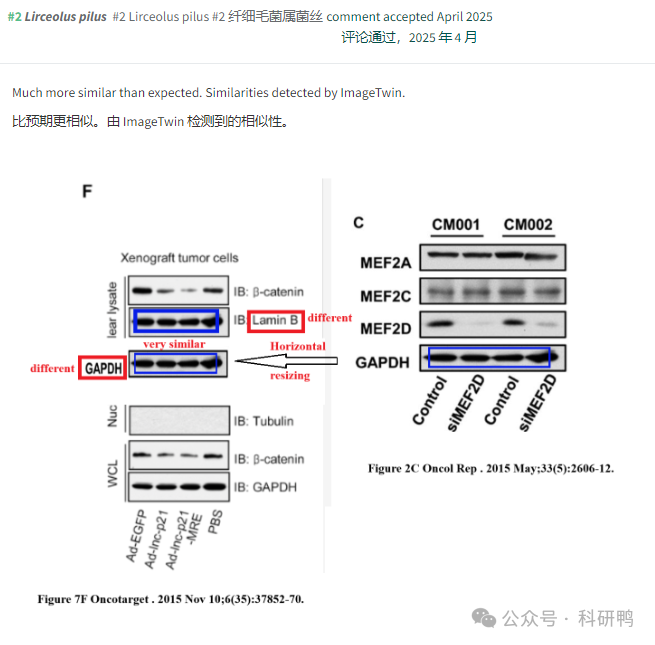 #2 Lirceolus pilus #2 Lirceolus pilus #2 纤细毛菌属菌丝 comment accepted April 2025
评论通过，2025 年 4 月
Much more similar than expected. Similarities detected by ImageTwin.
比预期更相似。由 ImageTwin 检测到的相似性。
F
Xenograft tumor cells
lear lysate
IB: β-catenin
IB: Lamin B
different
very similar
different
GAPDH
Horizontal
resizing
Nuc
IB: Tubulin
WCL
IB: β-catenin
IB: GAPDH
Ad-EGFP
Ad-lnc-p21
Ad-lnc-p21
-MRE
PBS
Figure 7F Oncotarget . 2015 Nov 10;6(35):37852-70.
C
CM001 CM002
MEF2A
MEF2C
MEF2D
GAPDH
Control
siMEF2D
Control
siMEF2D
Figure 2C Oncol Rep . 2015 May;33(5):2606-12.
公众号 · 科研鸭